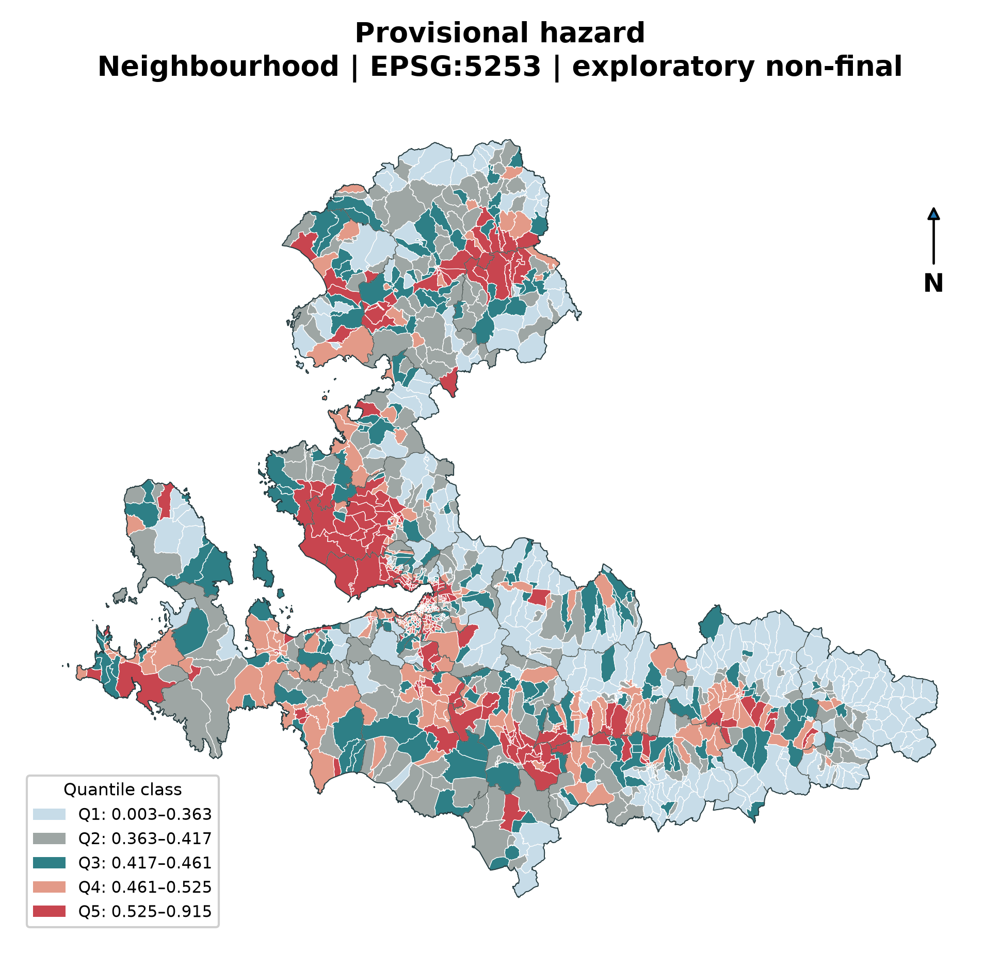 Provisional hazard
Neighbourhood | EPSG:5253 | exploratory non-final
N
Quantile class
Q1: 0.003–0.363
Q2: 0.363–0.417
Q3: 0.417–0.461
Q4: 0.461–0.525
Q5: 0.525–0.915